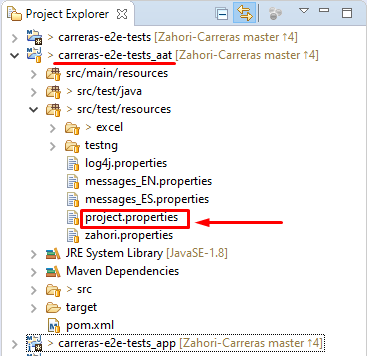 Project Explorer
> carreras-e2e-tests [Zahori-Carreras master ↑4]
> carreras-e2e-tests_aat [Zahori-Carreras master ↑4]
src/main/resources
> src/test/java
> src/test/resources
> excel
testng
log4j.properties
messages_EN.properties
messages_ES.properties
project.properties
zahori.properties
JRE System Library [JavaSE-1.8]
Maven Dependencies
> src
target
pom.xml
> carreras-e2e-tests_app [Zahori-Carreras master ↑4]